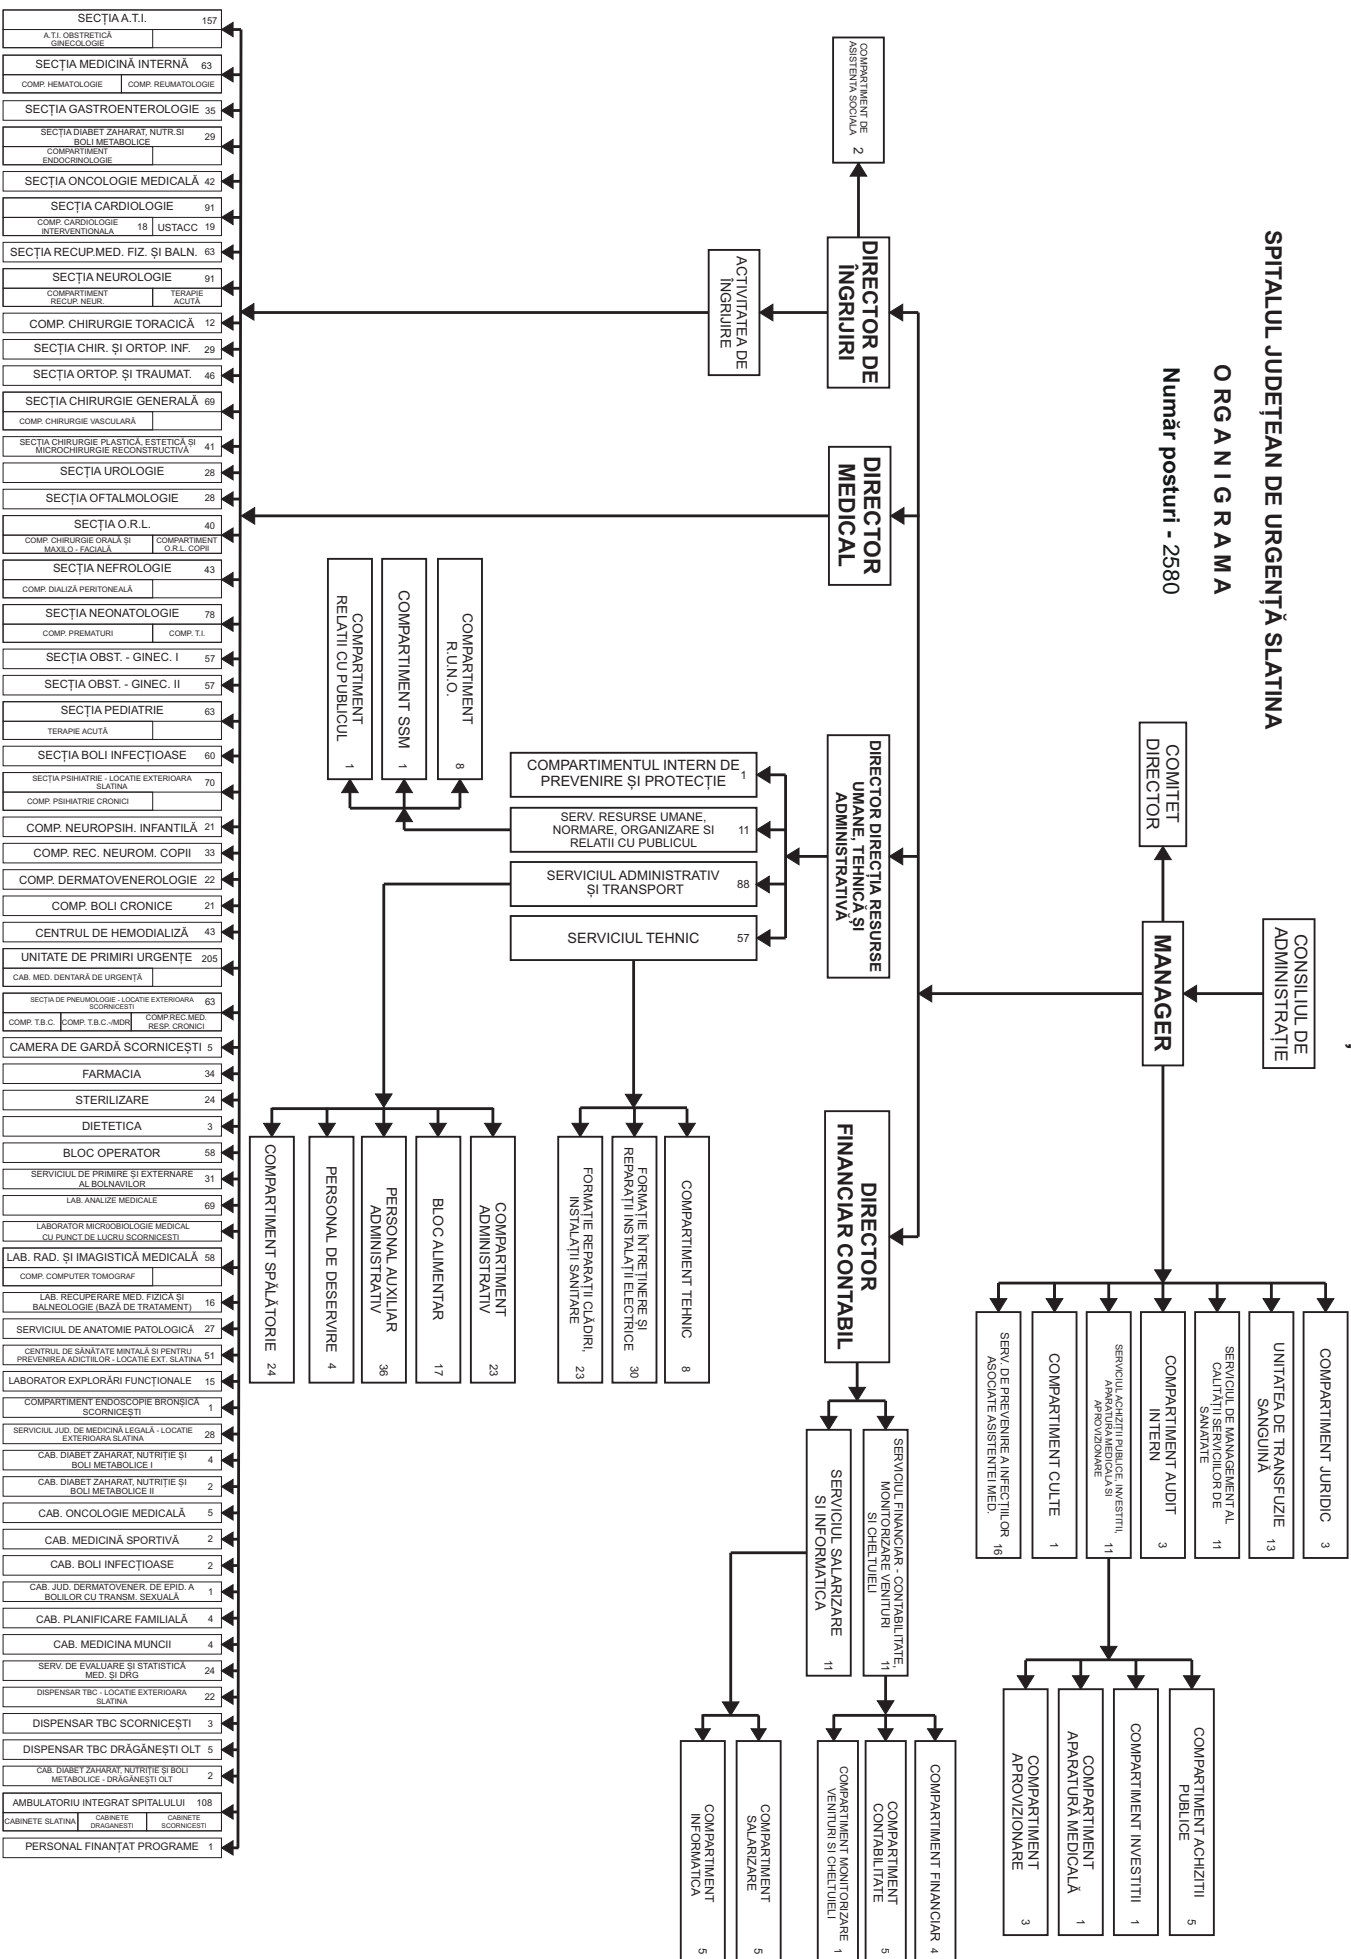 SPITALUL JUDEȚEAN DE URGENȚĂ SLATINA
O R G A N I G R A M A
Număr posturi - 2580
CONSILIUL DE
ADMINISTRAȚIE
MANAGER
COMITET
DIRECTOR
COMPARTIMENT JURIDIC 3
UNITATEA DE TRANSFUZIE
SANGUINĂ 13
SERVICIUL DE MANAGEMENT AL
CALITĂȚII SERVICIILOR DE
SANATATE 11
COMPARTIMENT AUDIT
INTERN 3
SERVICIUL ACHIZITII PUBLICE, INVESTITII,
APARATURA MEDICALA SI
APROVIZIONARE 11
COMPARTIMENT CULTE 1
SERV. DE PREVENIRE A INFECȚIILOR
ASOCIATE ASISTENTEI MED. 16
COMPARTIMENT ACHIZITII
PUBLICE 5
COMPARTIMENT INVESTITII 1
COMPARTIMENT
APARATURĂ MEDICALĂ 1
COMPARTIMENT
APROVIZIONARE 3
DIRECTOR DE
ÎNGRIJIRI
COMPARTIMENT DE
ASISTENTA SOCIALA 2
ACTIVITATEA DE
ÎNGRIJIRE
DIRECTOR
MEDICAL
DIRECTOR DIRECȚIA RESURSE
UMANE, TEHNICĂ ȘI
ADMINISTRATIVĂ
COMPARTIMENTUL INTERN DE
PREVENIRE ȘI PROTECȚIE 1
SERV. RESURSE UMANE,
NORMARE, ORGANIZARE SI
RELATII CU PUBLICUL 11
SERVICIUL ADMINISTRATIV
ȘI TRANSPORT 88
SERVICIUL TEHNIC 57
COMPARTIMENT
R.U.N.O. 8
COMPARTIMENT SSM 1
COMPARTIMENT
RELATII CU PUBLICUL 1
COMPARTIMENT TEHNIC 8
FORMAȚIE ÎNTREȚINERE ȘI
REPARAȚII INSTALAȚII ELECTRICE 30
FORMAȚIE REPARAȚII CLĂDIRI,
INSTALAȚII SANITARE 23
COMPARTIMENT
ADMINISTRATIV 23
BLOC ALIMENTAR 17
PERSONAL AUXILIAR
ADMINISTRATIV 36
PERSONAL DE DESERVIRE 4
COMPARTIMENT SPĂLĂTORIE 24
DIRECTOR
FINANCIAR CONTABIL
SERVICIUL FINANCIAR - CONTABILITATE,
MONITORIZARE VENITURI
SI CHELTUIELI 11
SERVICIUL SALARIZARE
SI INFORMATICA 11
COMPARTIMENT FINANCIAR 4
COMPARTIMENT
CONTABILITATE 5
COMPARTIMENT MONITORIZARE
VENITURI SI CHELTUIELI 1
COMPARTIMENT
SALARIZARE 5
COMPARTIMENT
INFORMATICA 5
SECȚIA A.T.I. 157
A.T.I. OBSTRETICĂ
GINECOLOGIE
SECȚIA MEDICINĂ INTERNĂ 63
COMP. HEMATOLOGIE COMP. REUMATOLOGIE
SECȚIA GASTROENTEROLOGIE 35
SECȚIA DIABET ZAHARAT, NUTR.SI
BOLI METABOLICE 29
COMPARTIMENT
ENDOCRINOLOGIE
SECȚIA ONCOLOGIE MEDICALĂ 42
SECȚIA CARDIOLOGIE 91
COMP. CARDIOLOGIE
INTERVENTIONALA 18 USTACC 19
SECȚIA RECUP.MED. FIZ. ȘI BALN. 63
SECȚIA NEUROLOGIE 91
COMPARTIMENT
RECUP. NEUR.
TERAPIE
ACUTĂ
COMP. CHIRURGIE TORACICĂ 12
SECȚIA CHIR. ȘI ORTOP. INF. 29
SECȚIA ORTOP. ȘI TRAUMAT. 46
SECȚIA CHIRURGIE GENERALĂ 69
COMP. CHIRURGIE VASCULARĂ
SECȚIA CHIRURGIE PLASTICĂ, ESTETICĂ ȘI
MICROCHIRURGIE RECONSTRUCTIVĂ 41
SECȚIA UROLOGIE 28
SECȚIA OFTALMOLOGIE 28
SECȚIA O.R.L. 40
COMP. CHIRURGIE ORALĂ ȘI
MAXILO - FACIALĂ
COMPARTIMENT
O.R.L. COPII
SECȚIA NEFROLOGIE 43
COMP. DIALIZĂ PERITONEALĂ
SECȚIA NEONATOLOGIE 78
COMP. PREMATURI COMP. T.I.
SECȚIA OBST. - GINEC. I 57
SECȚIA OBST. - GINEC. II 57
SECȚIA PEDIATRIE 63
TERAPIE ACUTĂ
SECȚIA BOLI INFECȚIOASE 60
SECȚIA PSIHIATRIE - LOCATIE EXTERIOARA
SLATINA 70
COMP. PSIHIATRIE CRONICI
COMP. NEUROPSIH. INFANTILĂ 21
COMP. REC. NEUROM. COPII 33
COMP. DERMATOVENEROLOGIE 22
COMP. BOLI CRONICE 21
CENTRUL DE HEMODIALIZĂ 43
UNITATE DE PRIMIRI URGENȚE 205
CAB. MED. DENTARĂ DE URGENȚĂ
SECȚIA DE PNEUMOLOGIE - LOCATIE EXTERIOARA
SCORNICESTI 63
COMP. T.B.C. COMP. T.B.C.-/MDR
COMP.REC.MED.
RESP. CRONICI
CAMERA DE GARDĂ SCORNICEȘTI 5
FARMACIA 34
STERILIZARE 24
DIETETICA 3
BLOC OPERATOR 58
SERVICIUL DE PRIMIRE ȘI EXTERNARE
AL BOLNAVILOR 31
LAB. ANALIZE MEDICALE 69
LABORATOR MICR0OBIOLOGIE MEDICAL
CU PUNCT DE LUCRU SCORNICESTI
LAB. RAD. ȘI IMAGISTICĂ MEDICALĂ 58
COMP. COMPUTER TOMOGRAF
LAB. RECUPERARE MED. FIZICĂ ȘI
BALNEOLOGIE (BAZĂ DE TRATAMENT) 16
SERVICIUL DE ANATOMIE PATOLOGICĂ 27
CENTRUL DE SĂNĂTATE MINTALĂ SI PENTRU
PREVENIREA ADICTIILOR - LOCATIE EXT. SLATINA 51
LABORATOR EXPLORĂRI FUNCȚIONALE 15
COMPARTIMENT ENDOSCOPIE BRONȘICĂ
SCORNICEȘTI 1
SERVICIUL JUD. DE MEDICINĂ LEGALĂ - LOCATIE
EXTERIOARA SLATINA 28
CAB. DIABET ZAHARAT, NUTRIȚIE ȘI
BOLI METABOLICE I 4
CAB. DIABET ZAHARAT, NUTRIȚIE ȘI
BOLI METABOLICE II 2
CAB. ONCOLOGIE MEDICALĂ 5
CAB. MEDICINĂ SPORTIVĂ 2
CAB. BOLI INFECȚIOASE 2
CAB. JUD. DERMATOVENER. DE EPID. A
BOLILOR CU TRANSM. SEXUALĂ 1
CAB. PLANIFICARE FAMILIALĂ 4
CAB. MEDICINA MUNCII 4
SERV. DE EVALUARE ȘI STATISTICĂ
MED. ȘI DRG 24
DISPENSAR TBC - LOCATIE EXTERIOARA
SLATINA 22
DISPENSAR TBC SCORNICEȘTI 3
DISPENSAR TBC DRĂGĂNEȘTI OLT 5
CAB. DIABET ZAHARAT, NUTRIȚIE ȘI BOLI
METABOLICE - DRĂGĂNEȘTI OLT 2
AMBULATORIU INTEGRAT SPITALULUI 108
CABINETE SLATINA
CABINETE
DRAGANESTI
CABINETE
SCORNICESTI
PERSONAL FINANȚAT PROGRAME 1